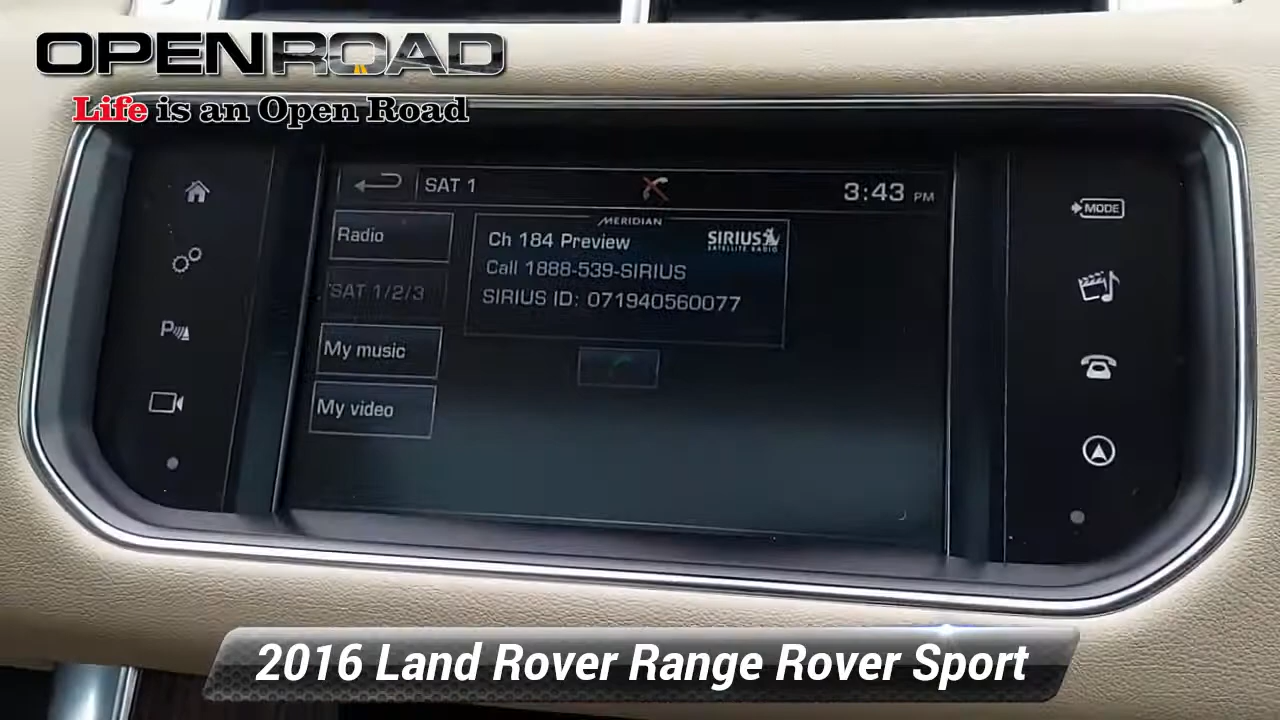 OPENROAD
Life is an Open Road
SAT 1
3:43 PM
MODE
Radio
MERIDIAN
Ch 184 Preview
SIRIUS
SATELLITE RADIO
SAT 1/2/3
Call 1888-539-SIRIUS
SIRIUS ID: 071940560077
My music
My video
P
2016 Land Rover Range Rover Sport